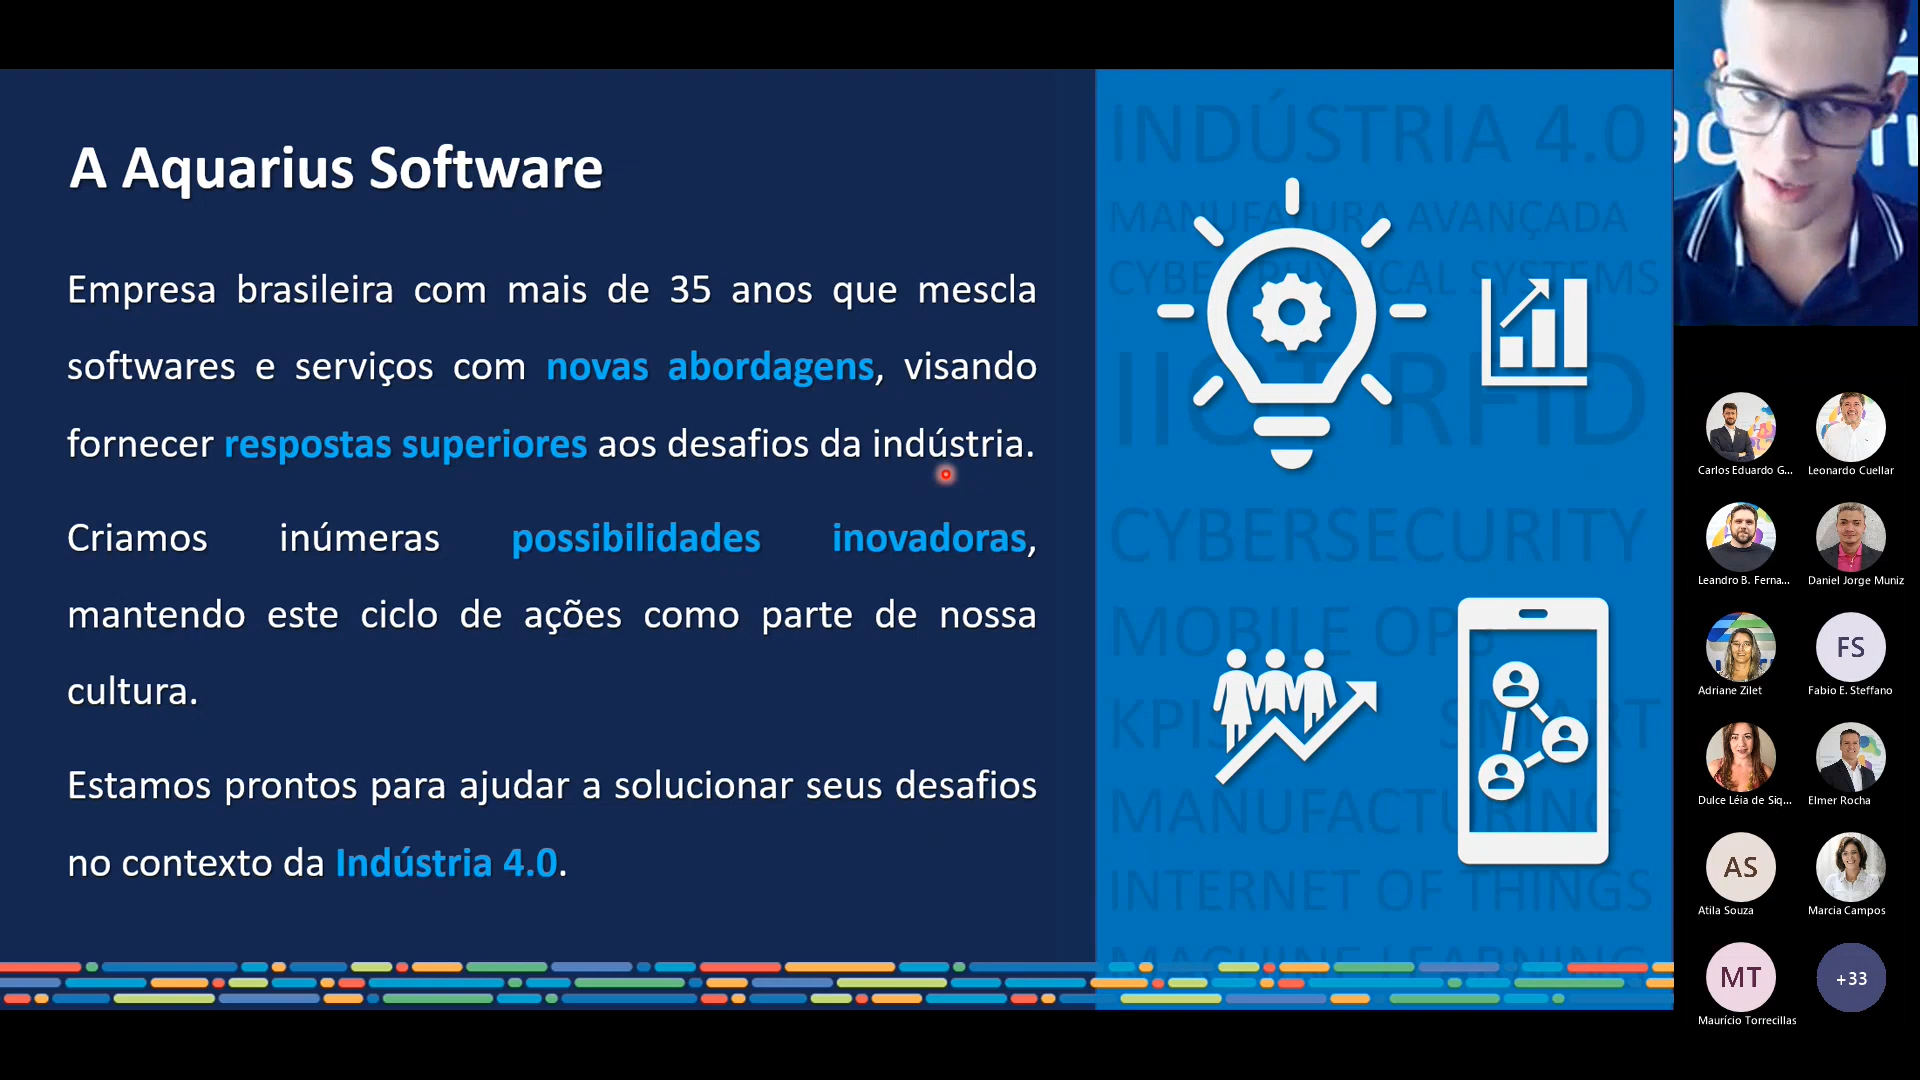 A Aquarius Software
Empresa brasileira com mais de 35 anos que mescla
softwares e serviços com novas abordagens, visando
fornecer respostas superiores aos desafios da indústria.
Criamos inúmeras possibilidades inovadoras,
mantendo este ciclo de ações como parte de nossa
cultura.
Estamos prontos para ajudar a solucionar seus desafios
no contexto da Indústria 4.0.
INDÚSTRIA 4.0
MANUFATURA AVANÇADA
CYBER PHYSICAL SYSTEMS
IIOT RFID
CYBERSECURITY
MOBILE OPS
KPIS SMART
MANUFACTURING
INTERNET OF THINGS
MACHINE LEARNING
Carlos Eduardo G...
Leonardo Cuellar
Leandro B. Ferna...
Daniel Jorge Muniz
Adriane Zilet
FS
Fabio E. Steffano
Dulce Léia de Siq...
Elmer Rocha
AS
Atila Souza
Marcia Campos
MT
Maurício Torrecillas
+33